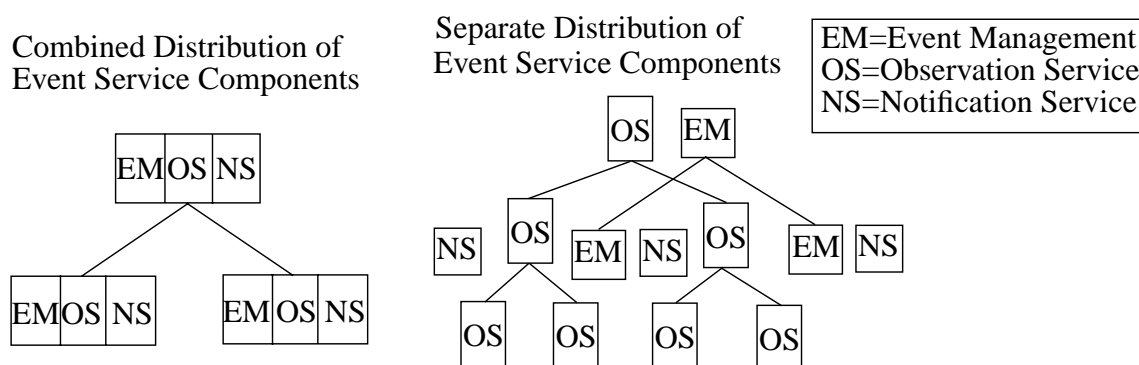 Combined Distribution of
Event Service Components
EM OS NS
EM OS NS
EM OS NS
Separate Distribution of
Event Service Components
OS EM
NS OS EM NS OS EM NS
OS OS OS OS
EM=Event Management
OS=Observation Service
NS=Notification Service